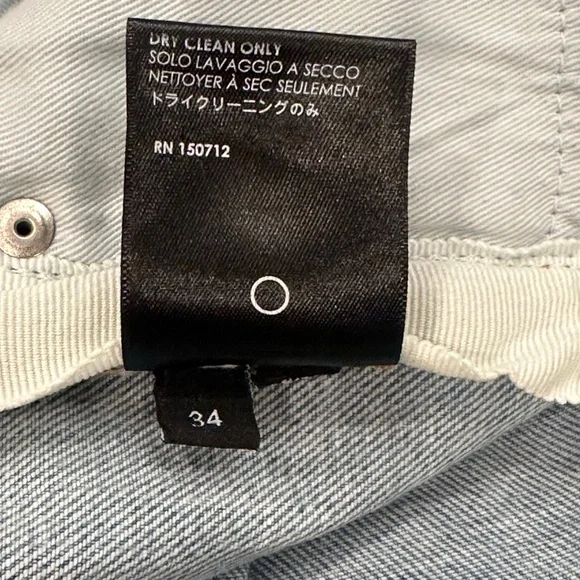 DRY CLEAN ONLY
SOLO LAVAGGIO A SECCO
NETTOYER À SEC SEULEMENT
ドライクリーニングのみ
RN 150712
34